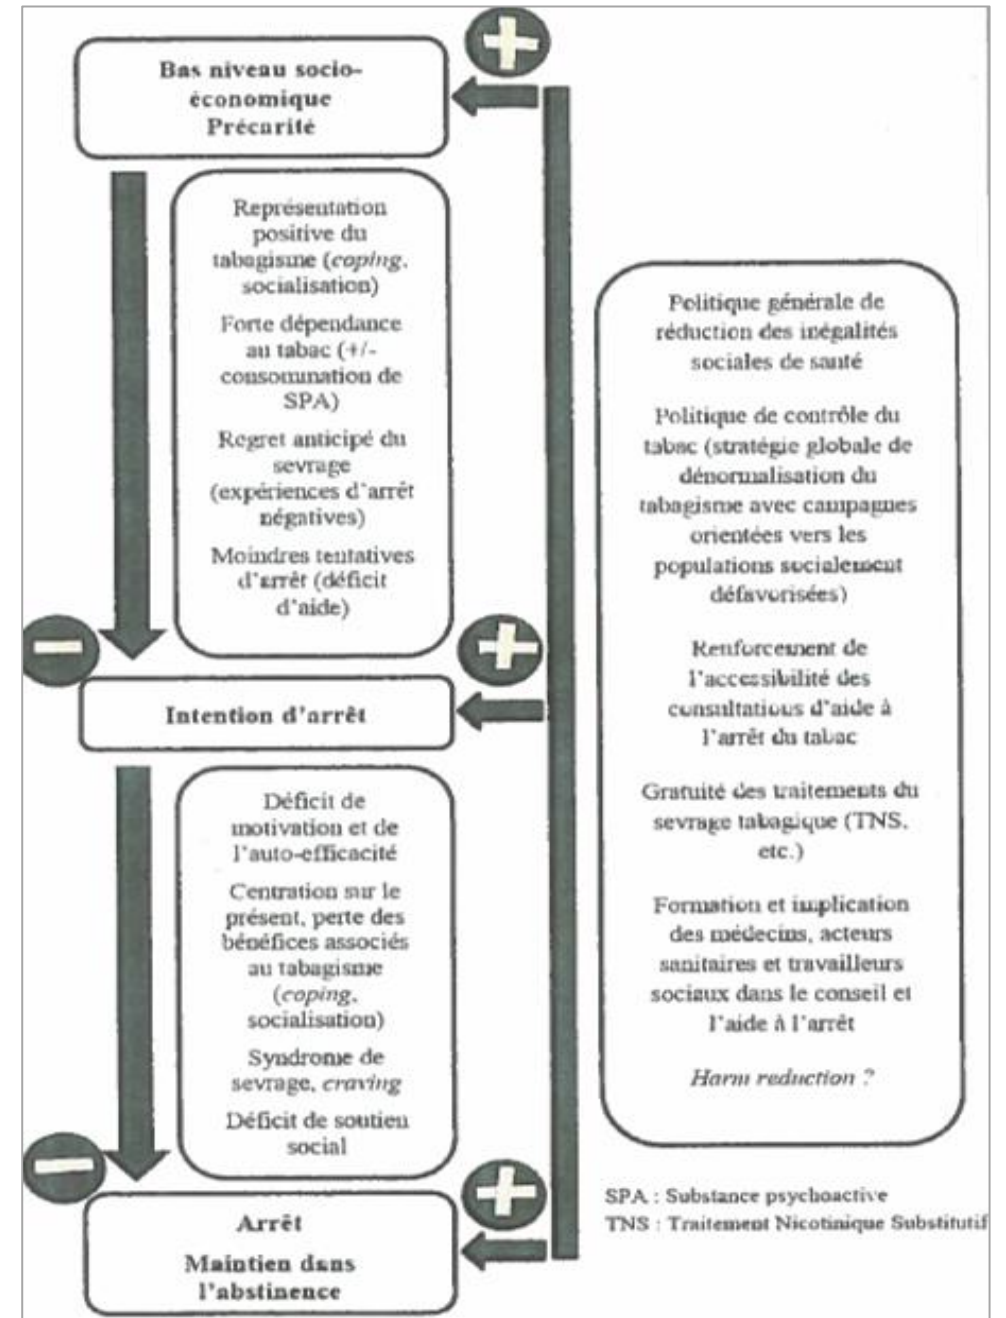 Bas niveau socio-
économique
Précarité
Représentation
positive du
tabagisme (coping,
socialisation)
Forte dépendance
au tabac (+/-
consommation de
SPA)
Regret anticipé du
sevrage
(expériences d'arrêt
négatives)
Moindres tentatives
d'arrêt (déficit
d'aide)
Intention d'arrêt
Déficit de
motivation et de
l'auto-efficacité
Centration sur le
présent, perte des
bénéfices associés
au tabagisme
(coping,
socialisation)
Syndrome de
sevrage, craving
Déficit de soutien
social
Arrêt
Maintien dans
l'abstinence
Politique générale de
réduction des inégalités
sociales de santé
Politique de contrôle du
tabac (stratégie globale de
dénormalisation du
tabagisme avec campagnes
orientées vers les
populations socialement
défavorisées)
Renforcement de
l'accessibilité des
consultations d'aide à
l'arrêt du tabac
Gratuité des traitements du
sevrage tabagique (TNS,
etc.)
Formation et implication
des médecins, acteurs
sanitaires et travailleurs
sociaux dans le conseil et
l'aide à l'arrêt
Harm reduction ?
SPA : Substance psychoactive
TNS : Traitement Nicotinique Substitutif